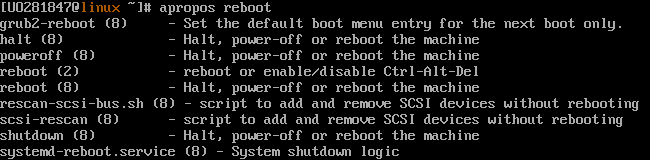 [UO281847@linux ~]# apropos reboot
grub2-reboot (8)     - Set the default boot menu entry for the next boot only.
halt (8)             - Halt, power-off or reboot the machine
poweroff (8)         - Halt, power-off or reboot the machine
reboot (2)           - reboot or enable/disable Ctrl-Alt-Del
reboot (8)           - Halt, power-off or reboot the machine
rescan-scsi-bus.sh (8) - script to add and remove SCSI devices without rebooting
scsi-rescan (8)      - script to add and remove SCSI devices without rebooting
shutdown (8)         - Halt, power-off or reboot the machine
systemd-reboot.service (8) - System shutdown logic